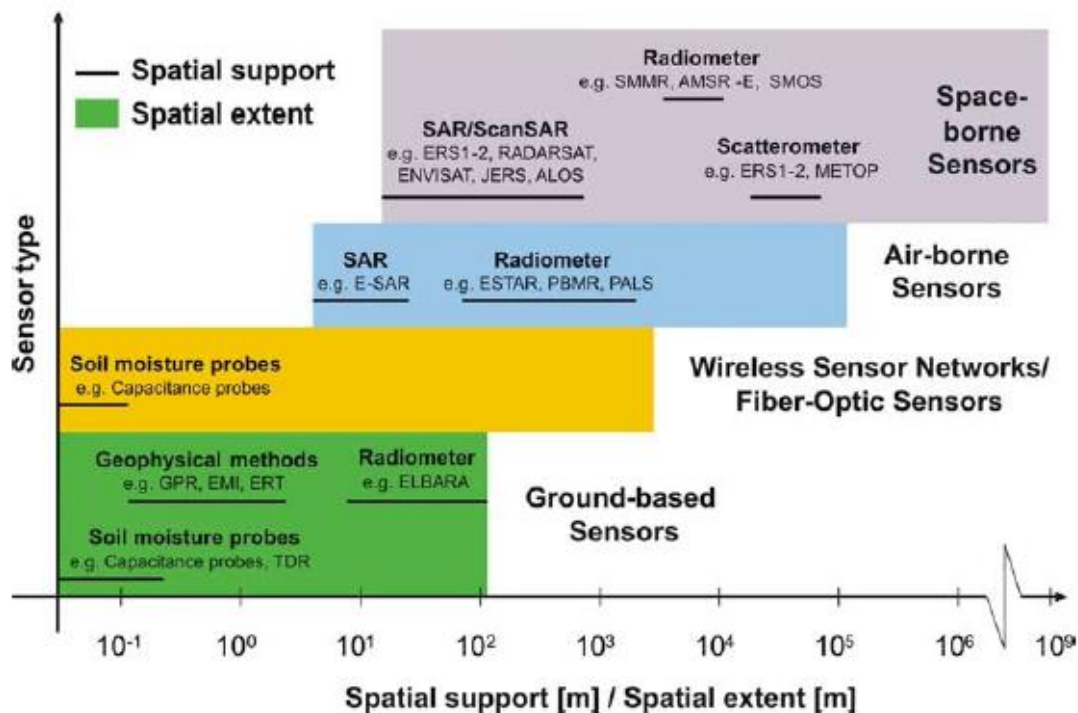 Spatial support
Spatial extent
Radiometer
e.g. SMMR, AMSR -E, SMOS
SAR/ScanSAR
e.g. ERS1-2, RADARSAT,
ENVISAT, JERS, ALOS
Scatterometer
e.g. ERS1-2, METOP
Space-
borne
Sensors
SAR
e.g. E-SAR
Radiometer
e.g. ESTAR, PBMR, PALS
Air-borne
Sensors
Soil moisture probes
e.g. Capacitance probes
Wireless Sensor Networks/
Fiber-Optic Sensors
Geophysical methods
e.g. GPR, EMI, ERT
Radiometer
e.g. ELBARA
Ground-based
Sensors
Soil moisture probes
e.g. Capacitance probes, TDR
Sensor type
10⁻¹ 10⁰ 10¹ 10² 10³ 10⁴ 10⁵ 10⁶ 10⁹
Spatial support [m] / Spatial extent [m]